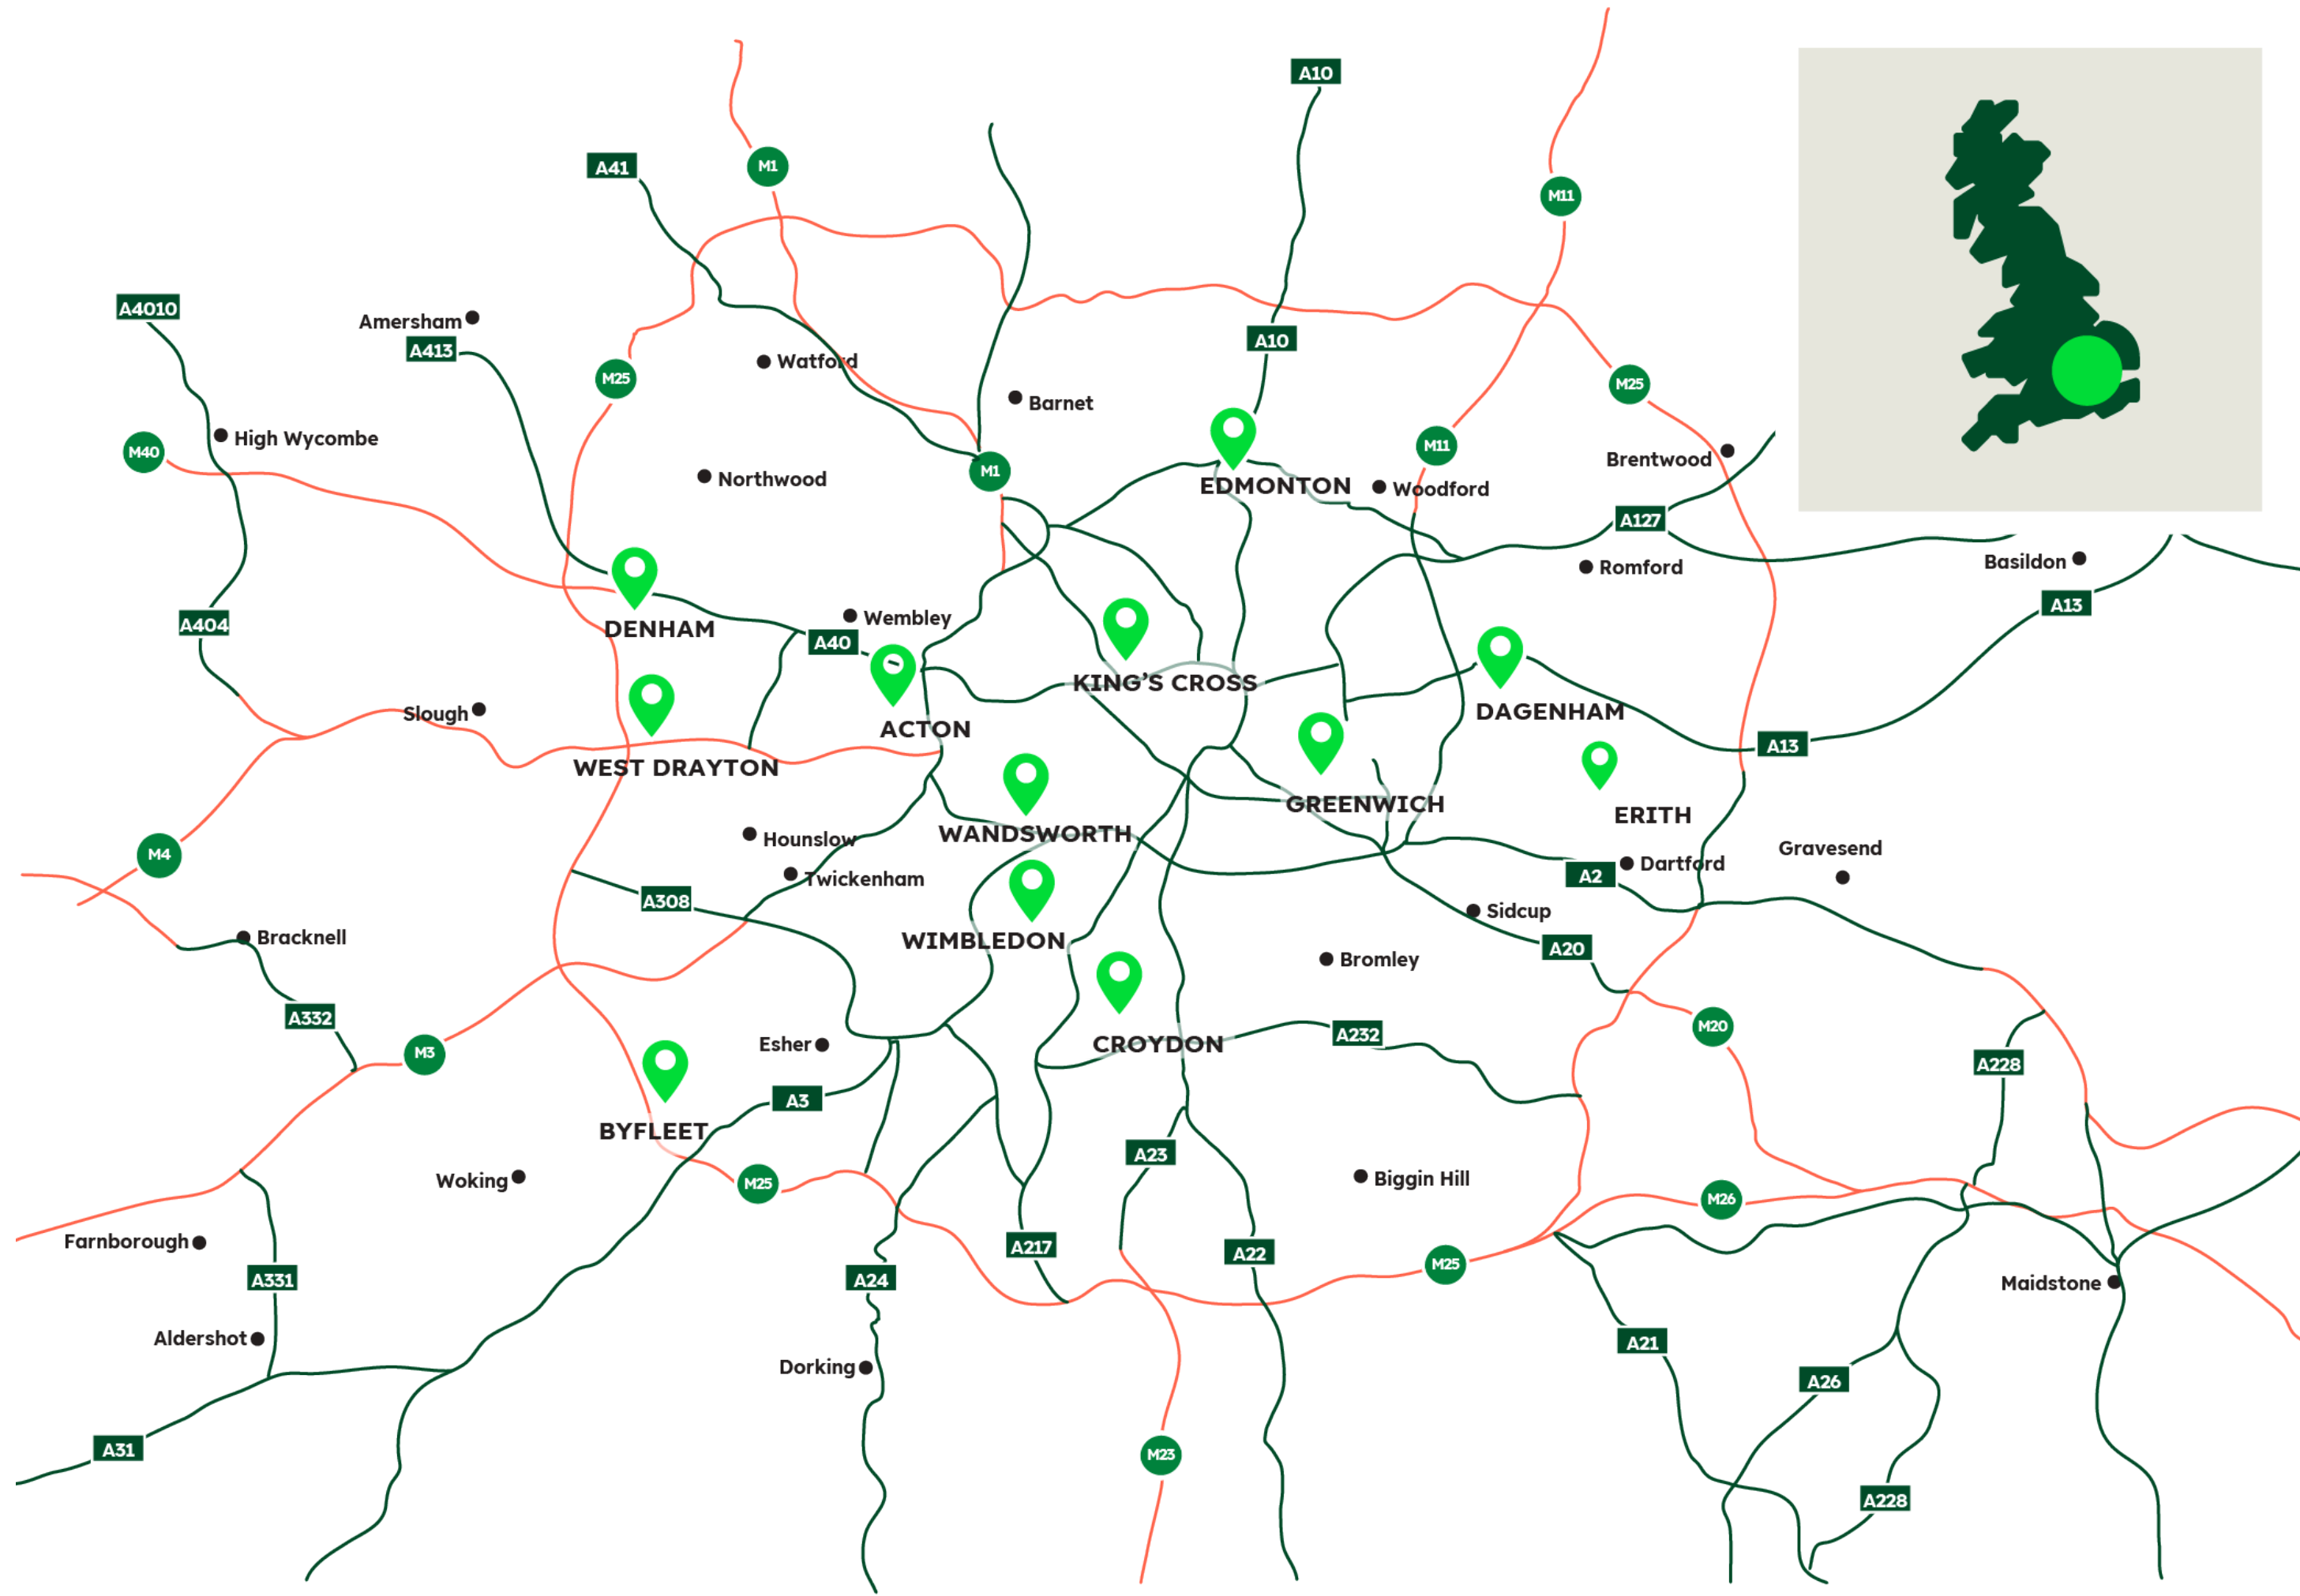 A10
A41
M1
M11
A4010
Amersham
A413
A10
Watford
M25
M25
Barnet
High Wycombe
M40
M11
Brentwood
M1
Northwood
EDMONTON
Woodford
A127
Basildon
Romford
A13
A404
DENHAM
Wembley
A40
KING'S CROSS
Slough
DAGENHAM
ACTON
A13
WEST DRAYTON
GREENWICH
ERITH
Hounslow
WANDSWORTH
Gravesend
M4
Dartford
A2
Twickenham
A308
Sidcup
Bracknell
WIMBLEDON
A20
Bromley
A332
M20
A232
Esher
CROYDON
M3
A228
A3
BYFLEET
A23
Woking
M25
Biggin Hill
M26
Farnborough
A217
A22
M25
A331
A24
Maidstone
Aldershot
A21
Dorking
A26
A31
M23
A228